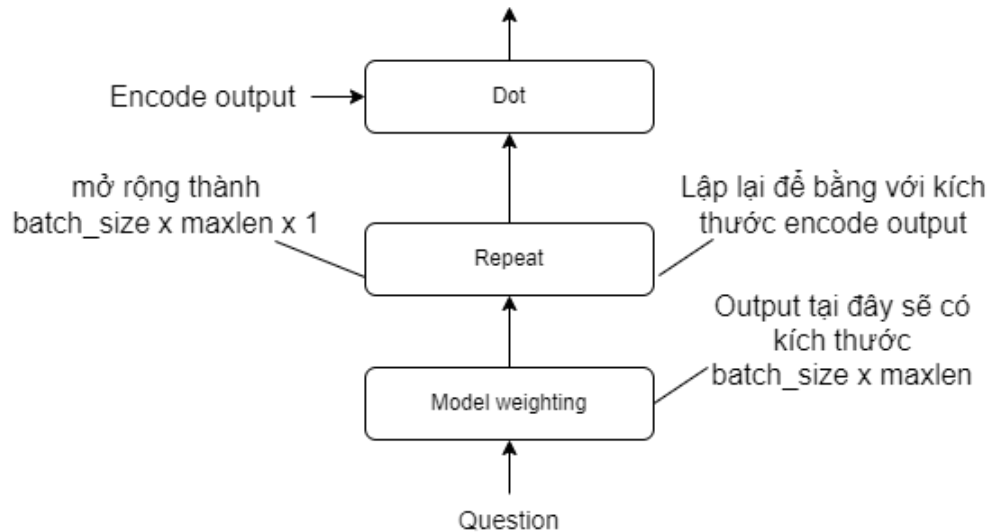 Encode output
Dot
mở rộng thành
batch_size x maxlen x 1
Repeat
Lập lại để bằng với kích
thước encode output
Output tại đây sẽ có
kích thước
batch_size x maxlen
Model weighting
Question